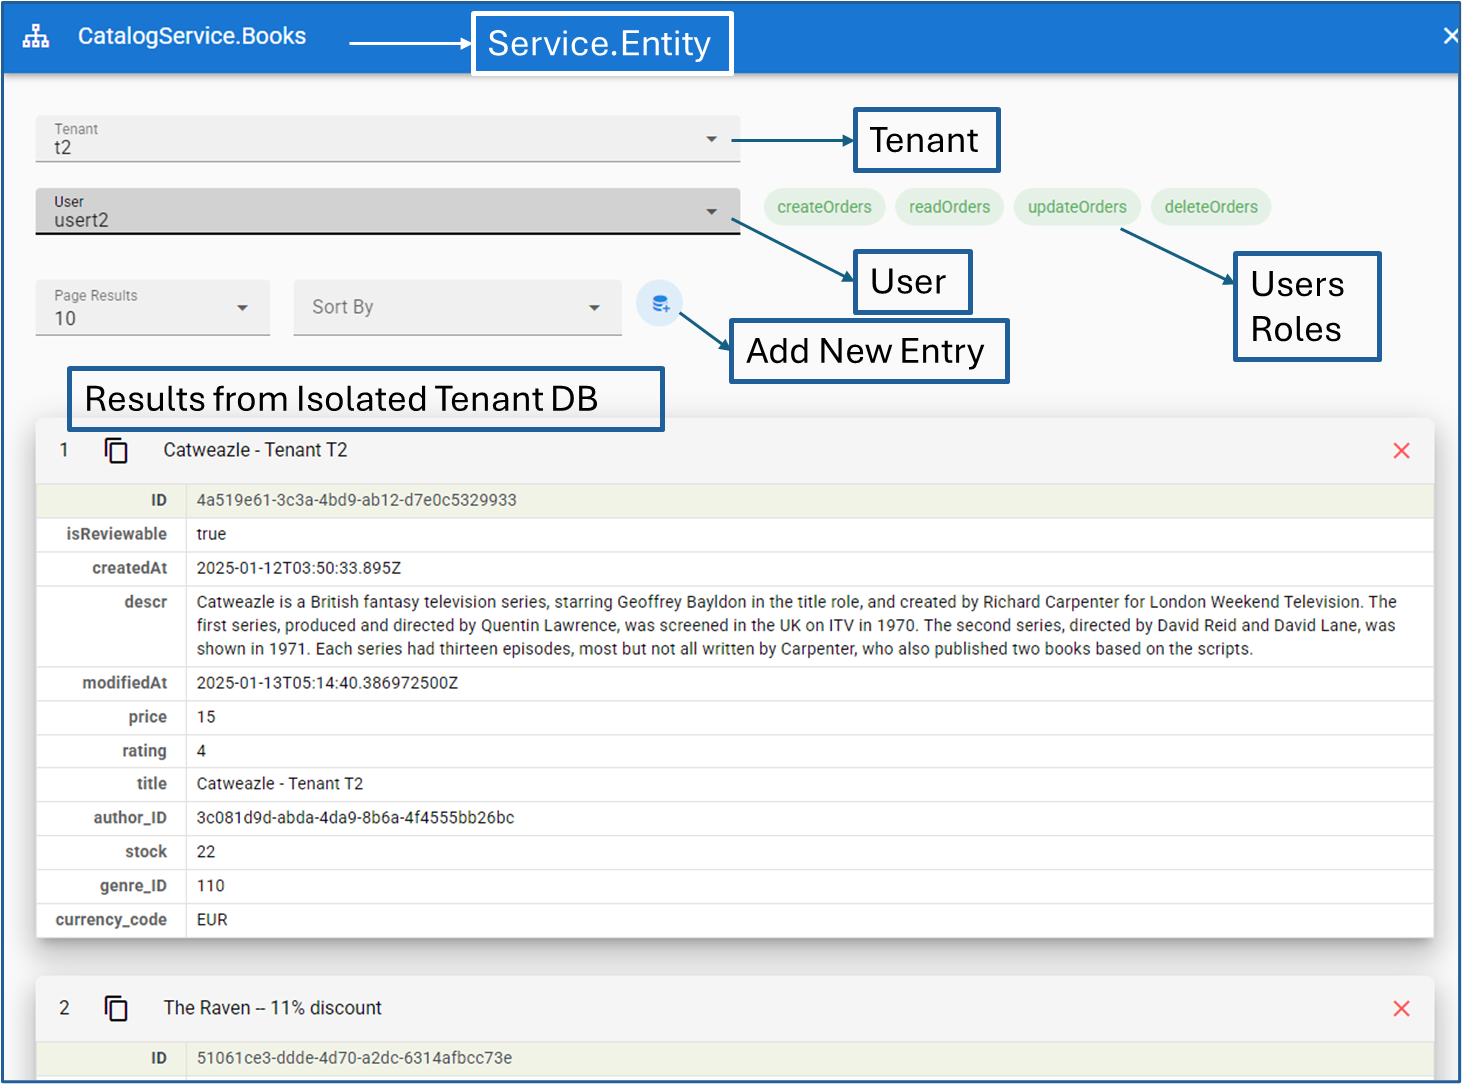 CatalogService.Books
Service.Entity
Tenant
t2
Tenant
User
usert2
createOrders
readOrders
updateOrders
deleteOrders
User
Users
Roles
Page Results
10
Sort By
Add New Entry
Results from Isolated Tenant DB
1 Catweazle - Tenant T2
ID 4a519e61-3c3a-4bd9-ab12-d7e0c5329933
isReviewable true
createdAt 2025-01-12T03:50:33.895Z
descr Catweazle is a British fantasy television series, starring Geoffrey Bayldon in the title role, and created by Richard Carpenter for London Weekend Television. The
first series, produced and directed by Quentin Lawrence, was screened in the UK on ITV in 1970. The second series, directed by David Reid and David Lane, was
shown in 1971. Each series had thirteen episodes, most but not all written by Carpenter, who also published two books based on the scripts.
modifiedAt 2025-01-13T05:14:40.386972500Z
price 15
rating 4
title Catweazle - Tenant T2
author_ID 3c081d9d-abda-4da9-8b6a-4f4555bb26bc
stock 22
genre_ID 110
currency_code EUR
2 The Raven -- 11% discount
ID 51061ce3-ddde-4d70-a2dc-6314afbcc73e